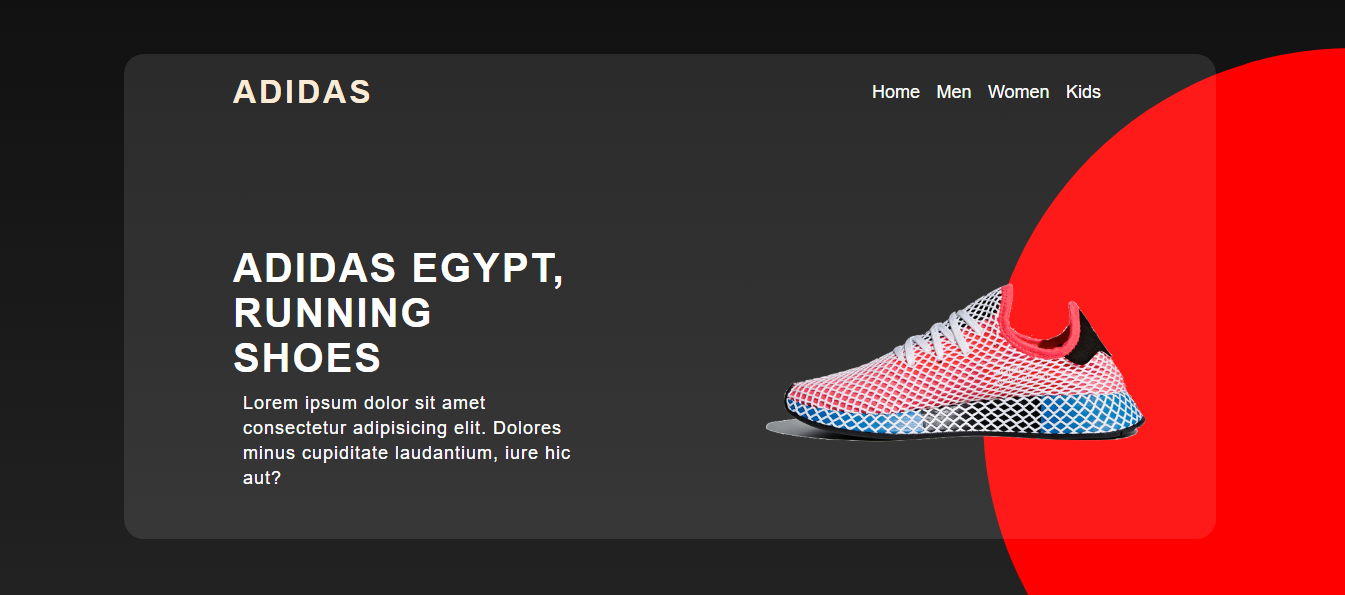 ADIDAS
Home Men Women Kids
ADIDAS EGYPT,
RUNNING
SHOES
Lorem ipsum dolor sit amet
consectetur adipisicing elit. Dolores
minus cupiditate laudantium, iure hic
aut?